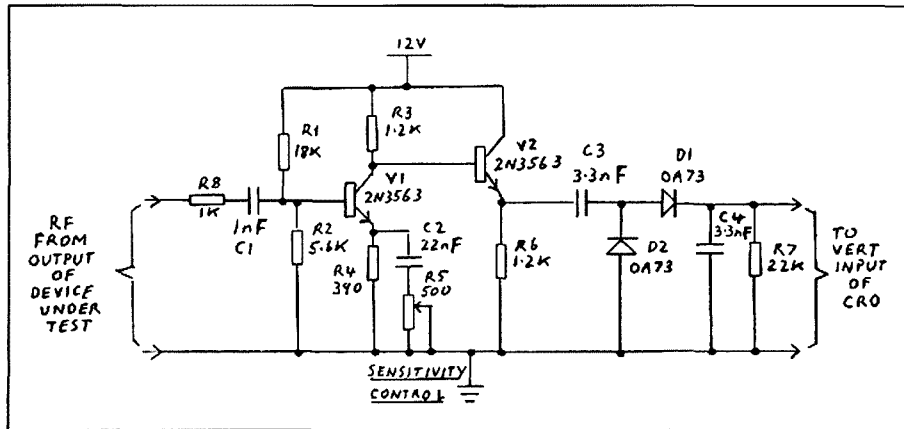 12V
R3
1.2K
R1
18K
V2
2N3563
C3
3.3nF
D1
OA73
R8
1K
V1
2N3563
1nF
C1
R2
5.6K
C2
22nF
R4
390
R5
500
R6
1.2K
D2
OA73
C4
3.3nF
R7
22K
RF
FROM
OUTPUT
OF
DEVICE
UNDER
TEST
TO
VERT
INPUT
OF
CRO
SENSITIVITY
CONTROL